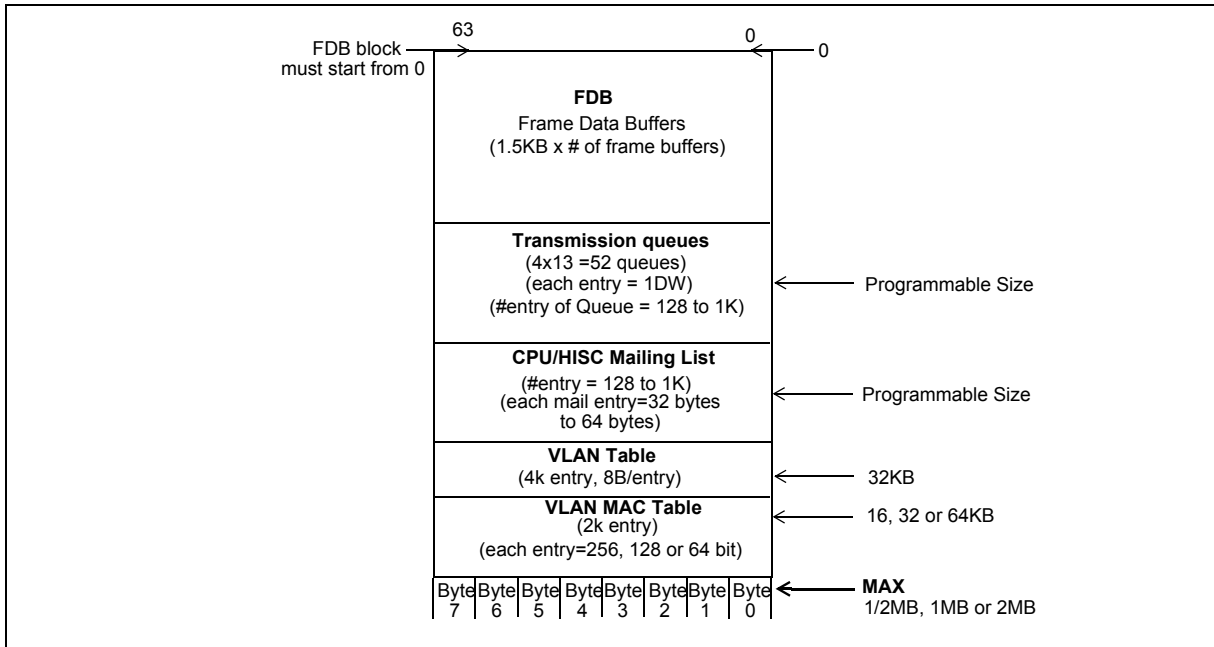 63
0
FDB block
must start from 0
0
FDB
Frame Data Buffers
(1.5KB x # of frame buffers)
Transmission queues
(4x13 =52 queues)
(each entry = 1DW)
(#entry of Queue = 128 to 1K)
Programmable Size
CPU/HISC Mailing List
(#entry = 128 to 1K)
(each mail entry=32 bytes
to 64 bytes)
Programmable Size
VLAN Table
(4k entry, 8B/entry)
32KB
VLAN MAC Table
(2k entry)
(each entry=256, 128 or 64 bit)
16, 32 or 64KB
Byte Byte Byte Byte Byte Byte Byte Byte
7 6 5 4 3 2 1 0
MAX
1/2MB, 1MB or 2MB